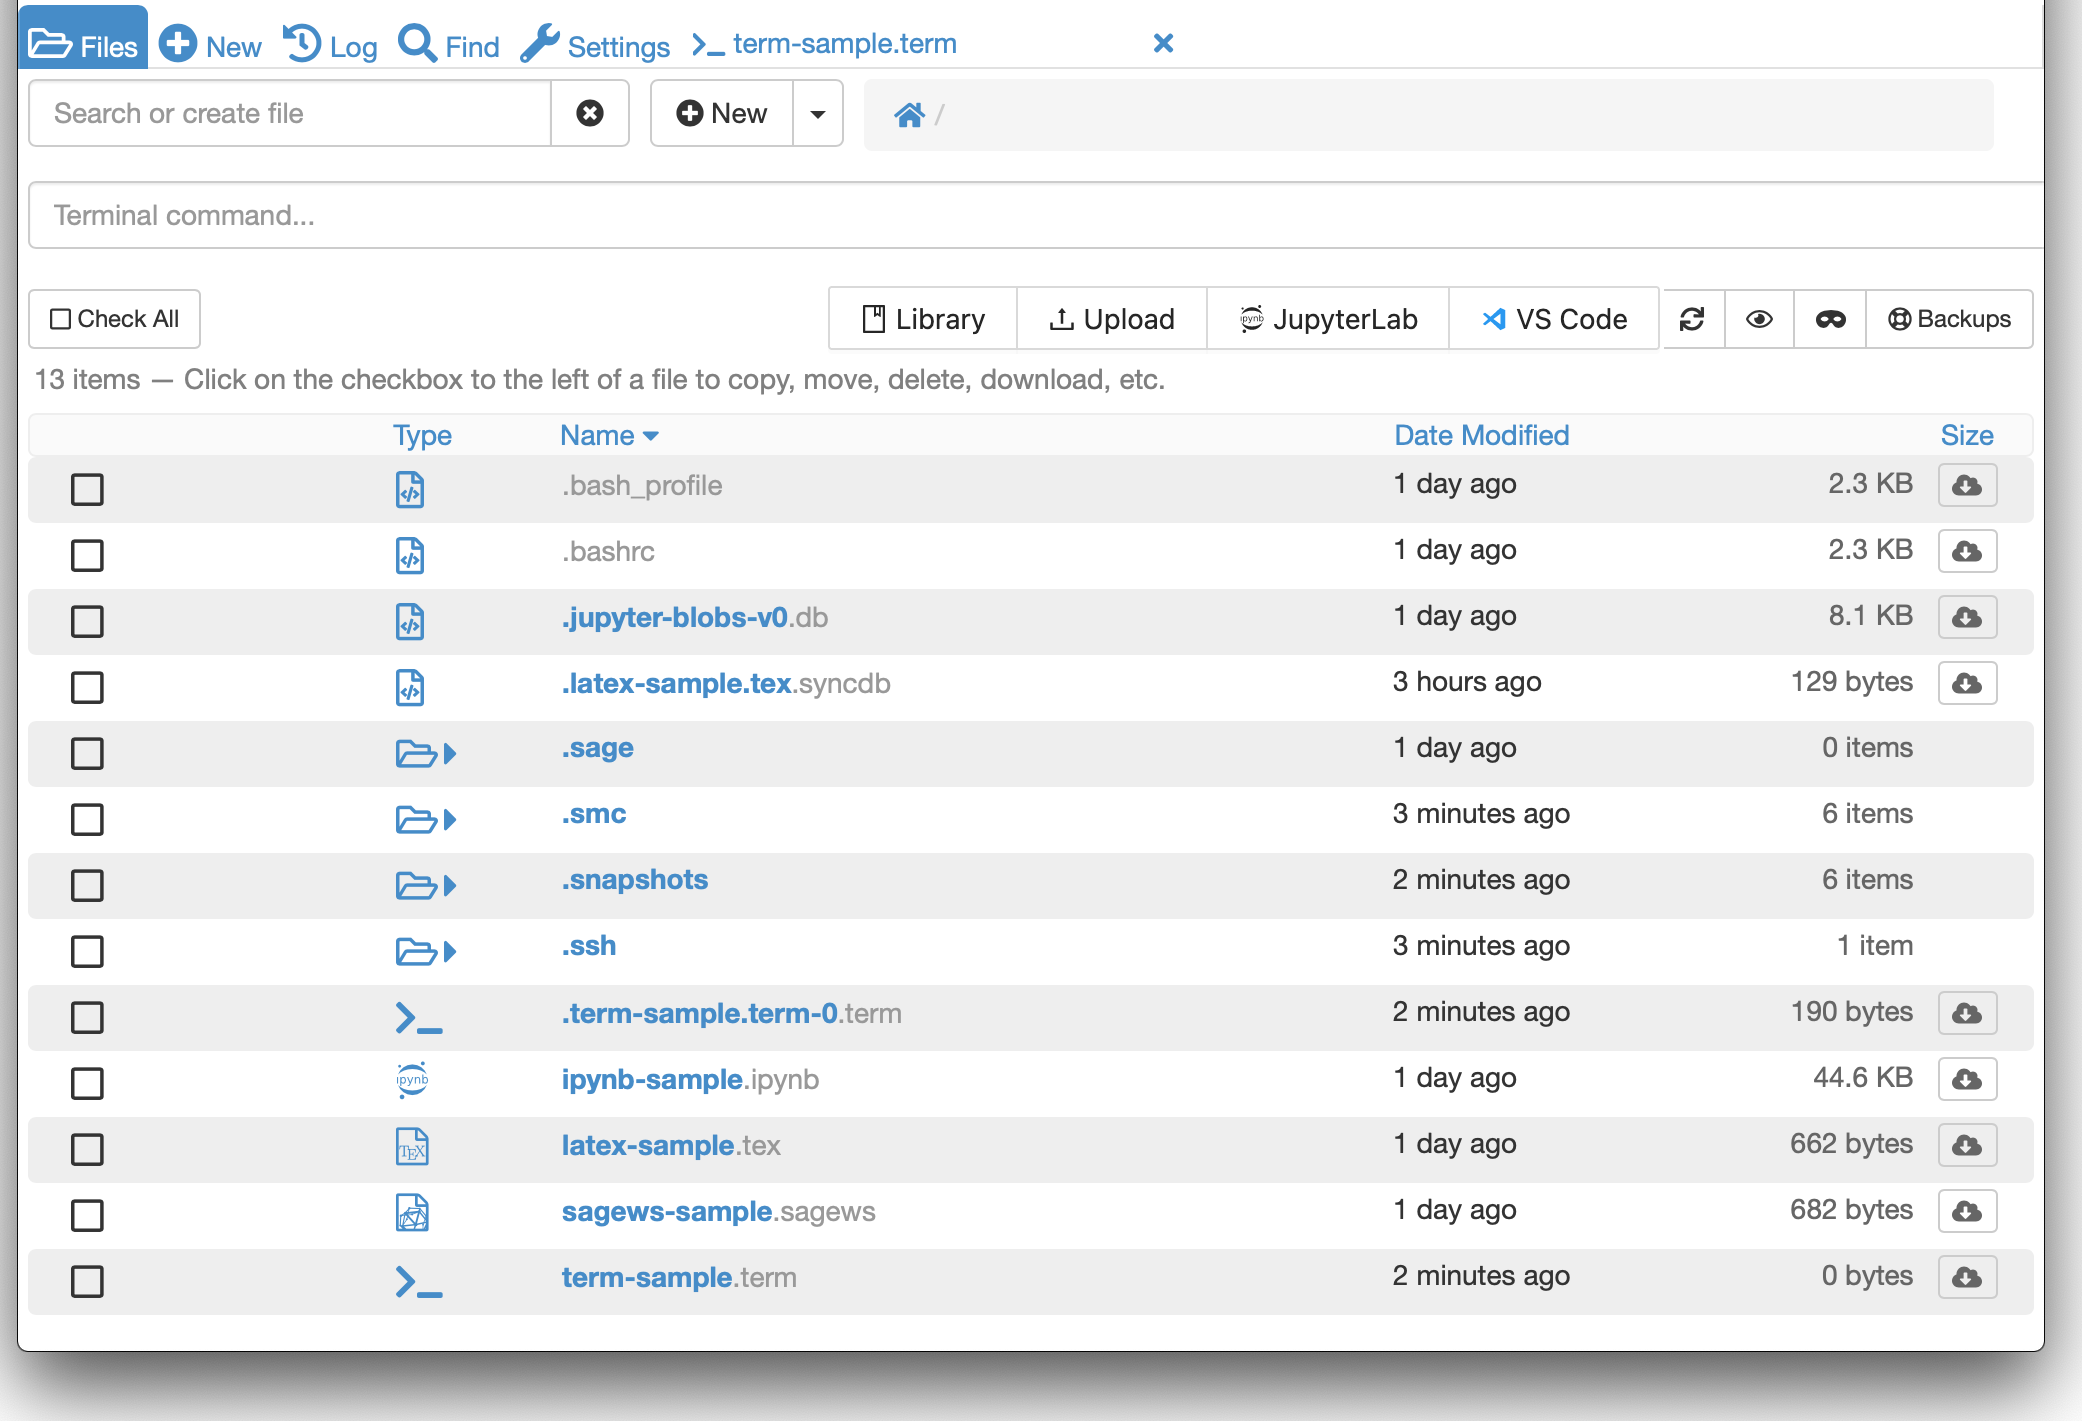 Files New Log Find Settings term-sample.term
Search or create file New /
Terminal command...
Check All Library Upload JupyterLab VS Code Backups
13 items — Click on the checkbox to the left of a file to copy, move, delete, download, etc.
Type Name Date Modified Size
.bash_profile 1 day ago 2.3 KB
.bashrc 1 day ago 2.3 KB
.jupyter-blobs-v0.db 1 day ago 8.1 KB
.latex-sample.tex.syncdb 3 hours ago 129 bytes
.sage 1 day ago 0 items
.smc 3 minutes ago 6 items
.snapshots 2 minutes ago 6 items
.ssh 3 minutes ago 1 item
.term-sample.term-0.term 2 minutes ago 190 bytes
ipynb ipynb-sample.ipynb 1 day ago 44.6 KB
TEX latex-sample.tex 1 day ago 662 bytes
sagews-sample.sagews 1 day ago 682 bytes
term-sample.term 2 minutes ago 0 bytes